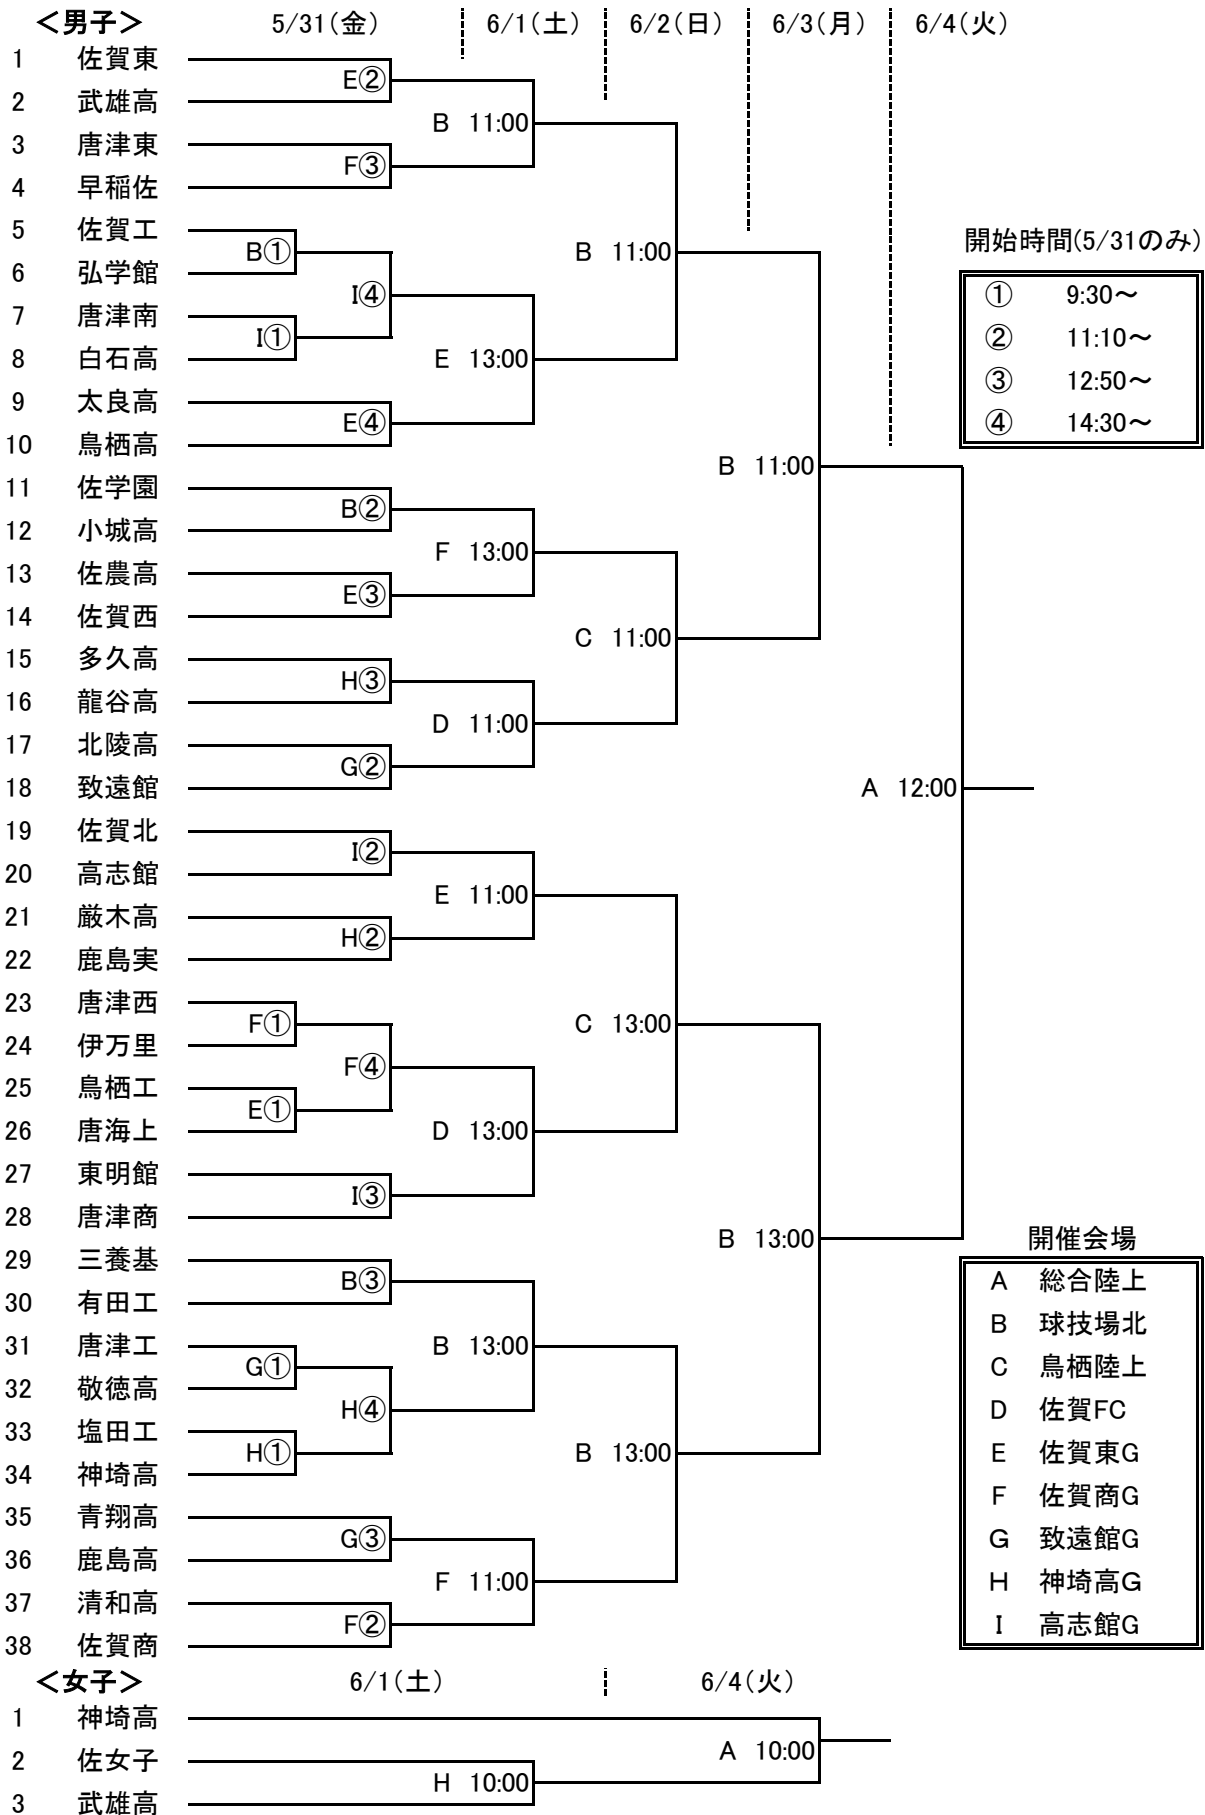 ＜男子＞ 5/31(金) 6/1(土) 6/2(日) 6/3(月) 6/4(火)
1 佐賀東
E②
2 武雄高
B 11:00
3 唐津東
F③
4 早稲佐
5 佐賀工
B① B 11:00
6 弘学館
I④
7 唐津南
I①
8 白石高
E 13:00
9 太良高
E④
10 鳥栖高
B 11:00
11 佐学園
B②
12 小城高
F 13:00
13 佐農高
E③
14 佐賀西
C 11:00
15 多久高
H③
16 龍谷高
D 11:00
17 北陵高
G②
18 致遠館
A 12:00
19 佐賀北
I②
20 高志館
E 11:00
21 厳木高
H②
22 鹿島実
23 唐津西
F① C 13:00
24 伊万里
F④
25 鳥栖工
E①
26 唐海上
D 13:00
27 東明館
I③
28 唐津商
B 13:00
29 三養基
B③
30 有田工
31 唐津工
B 13:00
G①
32 敬徳高
H④
33 塩田工
H① B 13:00
34 神埼高
35 青翔高
G③
36 鹿島高
F 11:00
37 清和高
F②
38 佐賀商
開始時間(5/31のみ)
① 9:30～
② 11:10～
③ 12:50～
④ 14:30～
開催会場
A 総合陸上
B 球技場北
C 鳥栖陸上
D 佐賀FC
E 佐賀東G
F 佐賀商G
G 致遠館G
H 神埼高G
I 高志館G
＜女子＞ 6/1(土) 6/4(火)
1 神埼高
A 10:00
2 佐女子
H 10:00
3 武雄高